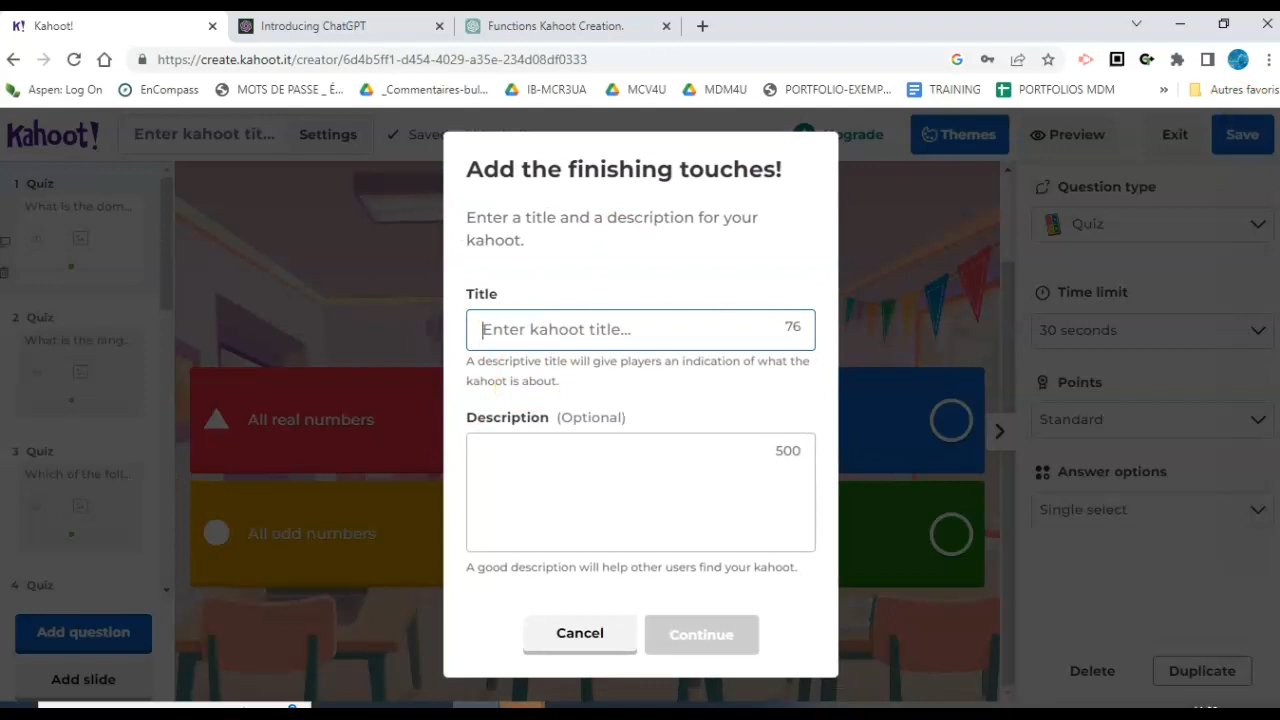 K! Kahoot!
Introducing ChatGPT
Functions Kahoot Creation.
https://create.kahoot.it/creator/6d4b5ff1-d454-4029-a35e-234d08df0333
Aspen: Log On
EnCompass
MOTS DE PASSE _ É...
_Commentaires-bul...
IB-MCR3UA
MCV4U
MDM4U
PORTFOLIO-EXEMP...
TRAINING
PORTFOLIOS MDM
»
Autres favoris
Kahoot!
Enter kahoot tit...
Settings
Upgrade
Themes
Preview
Exit
Save
1 Quiz
What is the dom...
2 Quiz
What is the rang...
3 Quiz
Which of the foll...
4 Quiz
Add question
Add slide
All real numbers
All odd numbers
Add the finishing touches!
Enter a title and a description for your
kahoot.
Title
Enter kahoot title...
76
A descriptive title will give players an indication of what the
kahoot is about.
Description (Optional)
500
A good description will help other users find your kahoot.
Cancel
Continue
Question type
Quiz
Time limit
30 seconds
Points
Standard
Answer options
Single select
Delete
Duplicate